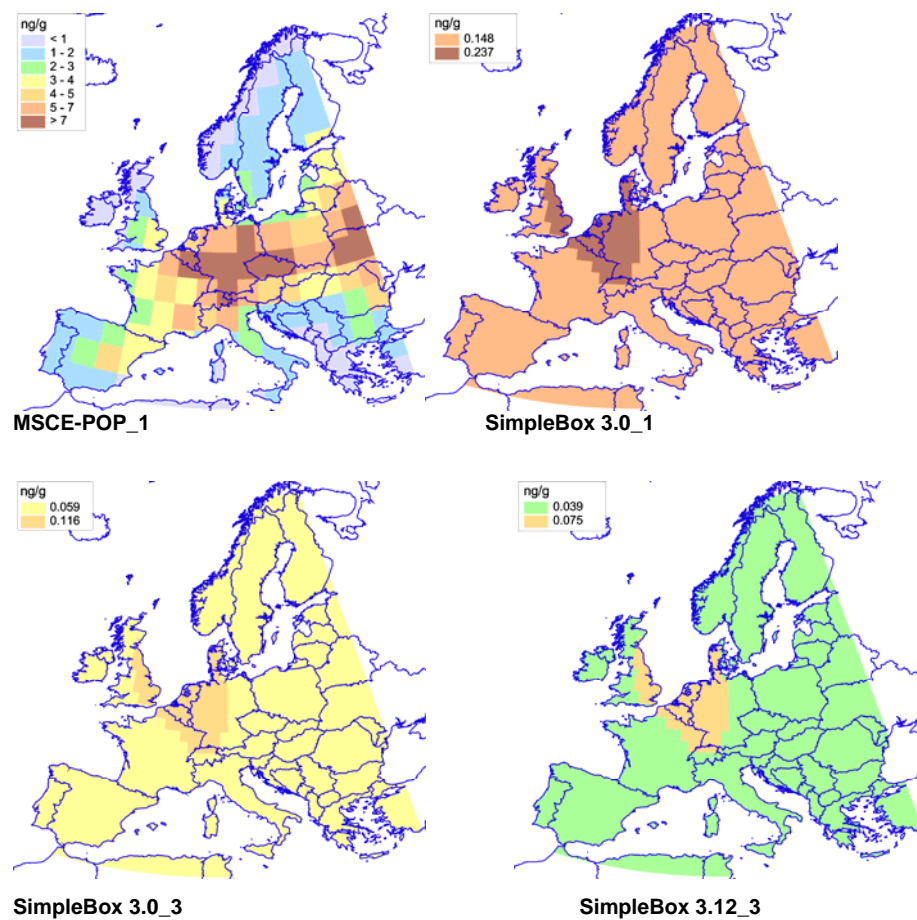 ng/g
< 1
1 - 2
2 - 3
3 - 4
4 - 5
5 - 7
> 7
ng/g
0.148
0.237
MSCE-POP_1
SimpleBox 3.0_1
ng/g
0.059
0.116
ng/g
0.039
0.075
SimpleBox 3.0_3
SimpleBox 3.12_3